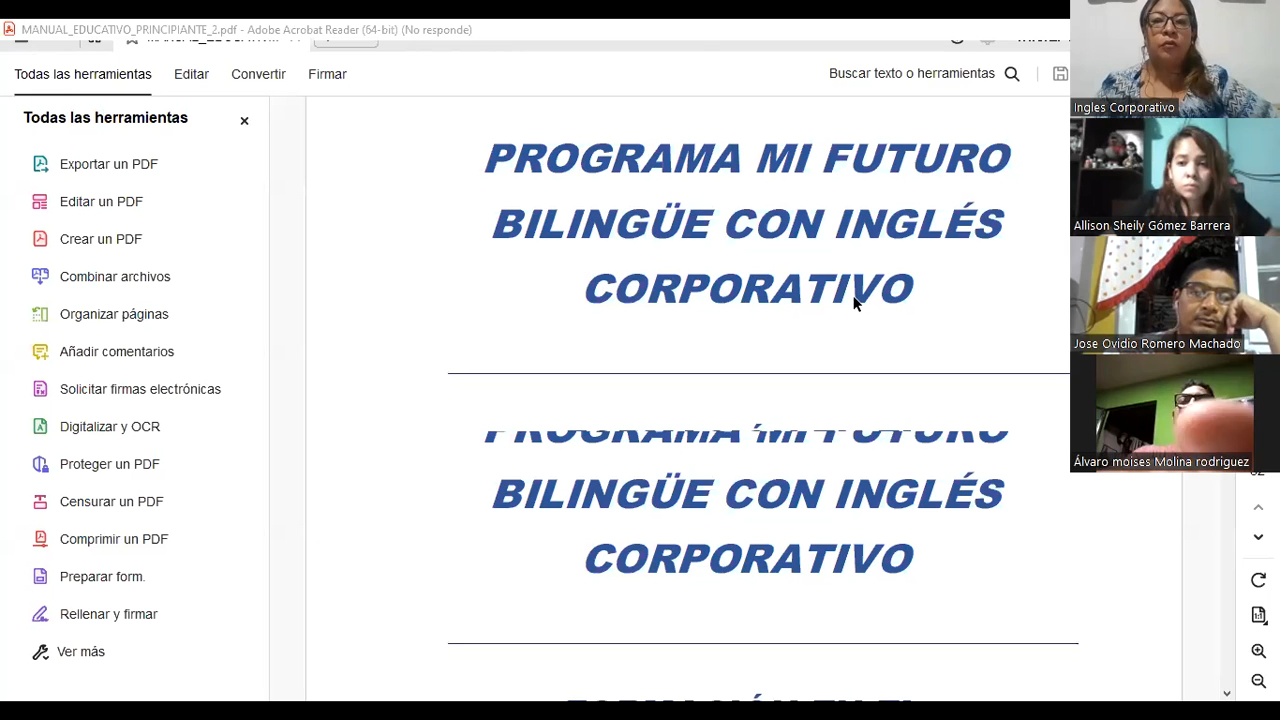 MANUAL_EDUCATIVO_PRINCIPIANTE_2.pdf - Adobe Acrobat Reader (64-bit) (No responde)
Todas las herramientas Editar Convertir Firmar Buscar texto o herramientas
Todas las herramientas
Exportar un PDF
Editar un PDF
Crear un PDF
Combinar archivos
Organizar páginas
Añadir comentarios
Solicitar firmas electrónicas
Digitalizar y OCR
Proteger un PDF
Censurar un PDF
Comprimir un PDF
Preparar form.
Rellenar y firmar
Ver más
PROGRAMA MI FUTURO
BILINGÜE CON INGLÉS
CORPORATIVO
PROGRAMA MI FUTURO
BILINGÜE CON INGLÉS
CORPORATIVO
Ingles Corporativo
Allison Sheily Gómez Barrera
Jose Ovidio Romero Machado
Álvaro moises Molina rodriguez